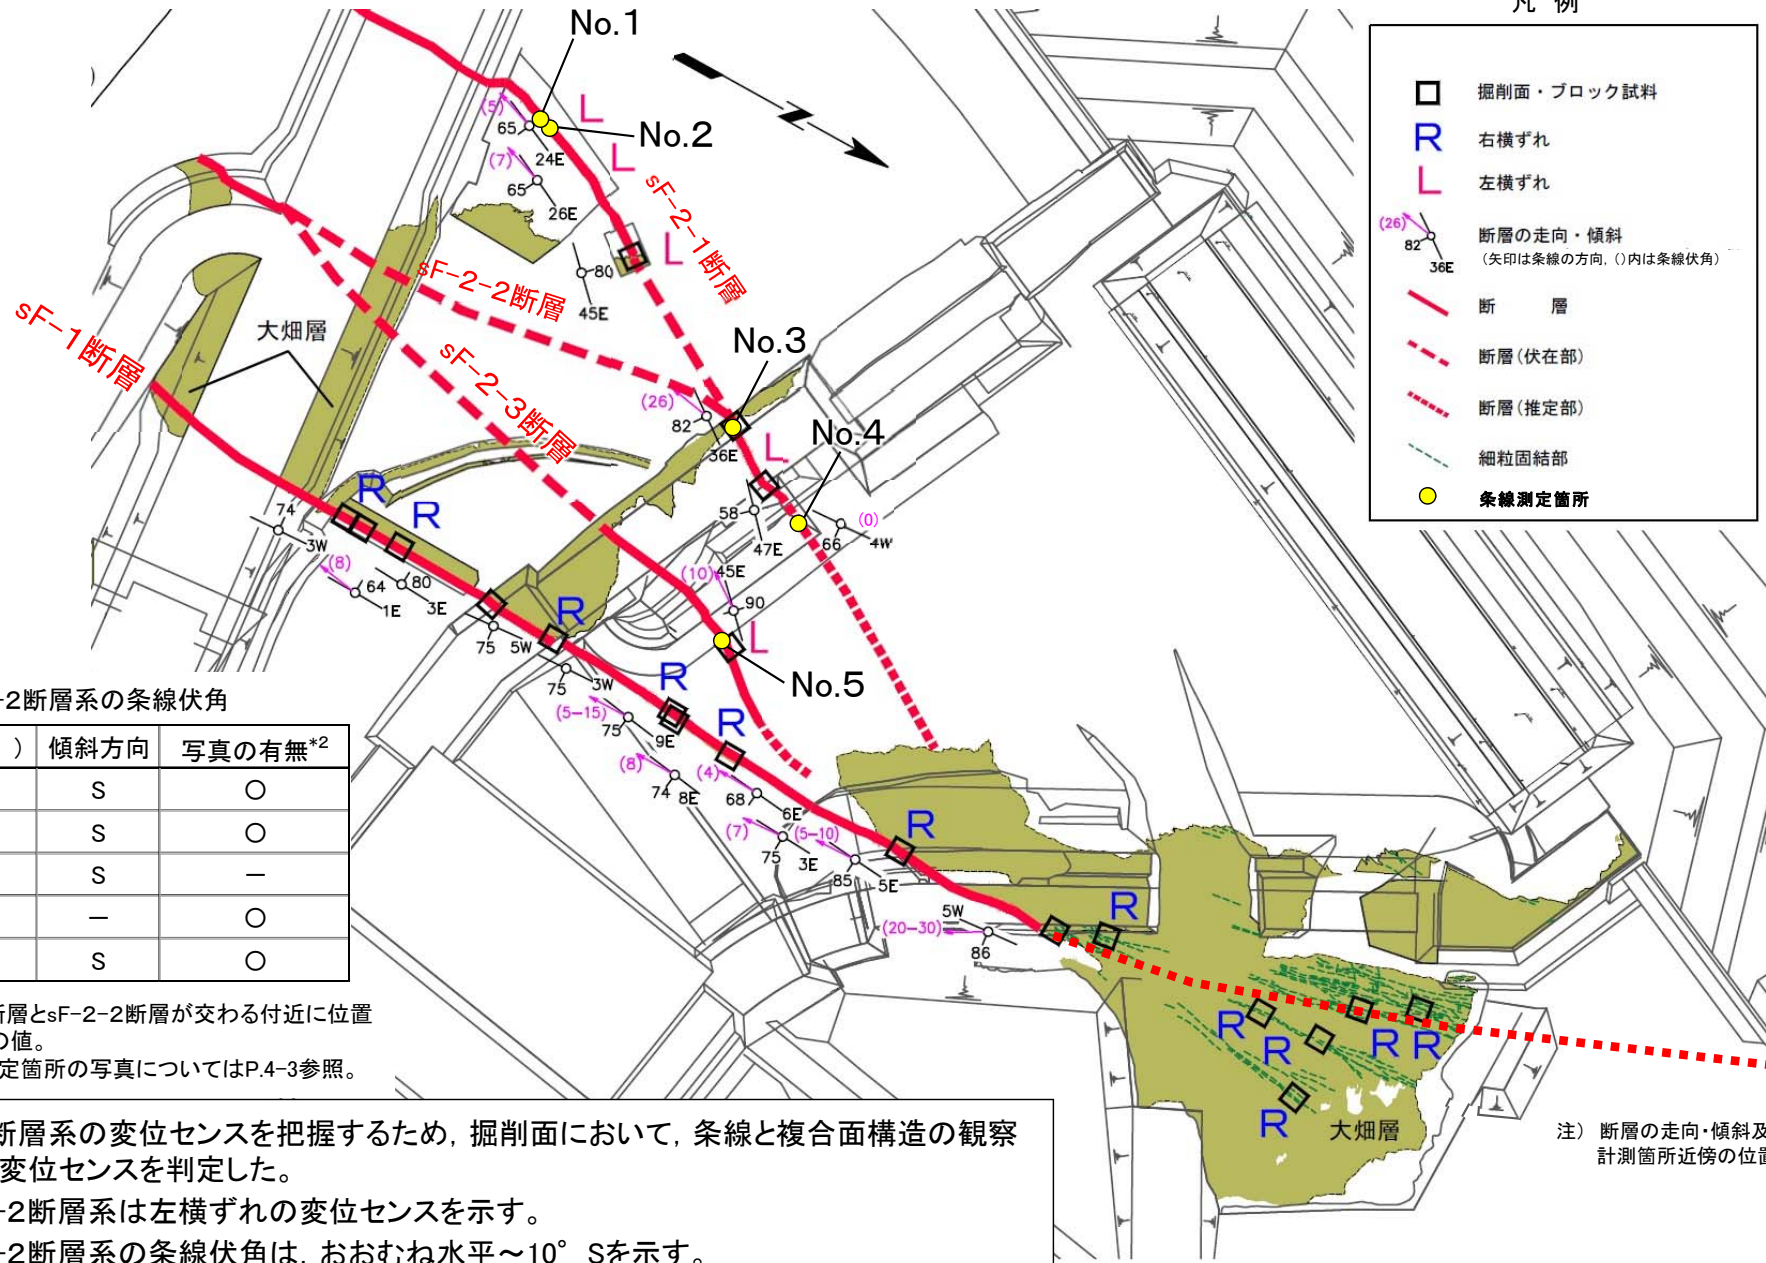 凡 例
掘削面・ブロック試料
R 右横ずれ
L 左横ずれ
(26) 82 36E
断層の走向・傾斜
(矢印は条線の方向, ()内は条線伏角)
断 層
断層(伏在部)
断層(推定部)
細粒固結部
条線測定箇所
No.1
No.2
L
L
L
(5)
65
24E
(7)
65
26E
80
45E
sF-2-1断層
sF-2-2断層
sF-2-3断層
sF-1断層
大畑層
No.3
(26)
82
36E
No.4
L
58
47E
(0)
66
4W
45E
(10)
90
L
No.5
R
R
74
3W
(8)
64
1E
80
3E
75
5W
R
75
3W
R
(5-15)
75
9E
R
(8)
74
8E
(4)
68
6E
(7)
75
3E
(5-10)
85
5E
R
5W
(20-30)
86
R
R
R
R
R
R
大畑層
-2断層系の条線伏角
) 傾斜方向 写真の有無*2
S ○
S ○
S －
－ ○
S ○
断層とsF-2-2断層が交わる付近に位置
の値。
定箇所の写真についてはP.4-3参照。
断層系の変位センスを把握するため, 掘削面において, 条線と複合面構造の観察
変位センスを判定した。
-2断層系は左横ずれの変位センスを示す。
-2断層系の条線伏角は, おおむね水平～10°Sを示す。
注) 断層の走向・傾斜及
計測箇所近傍の位置